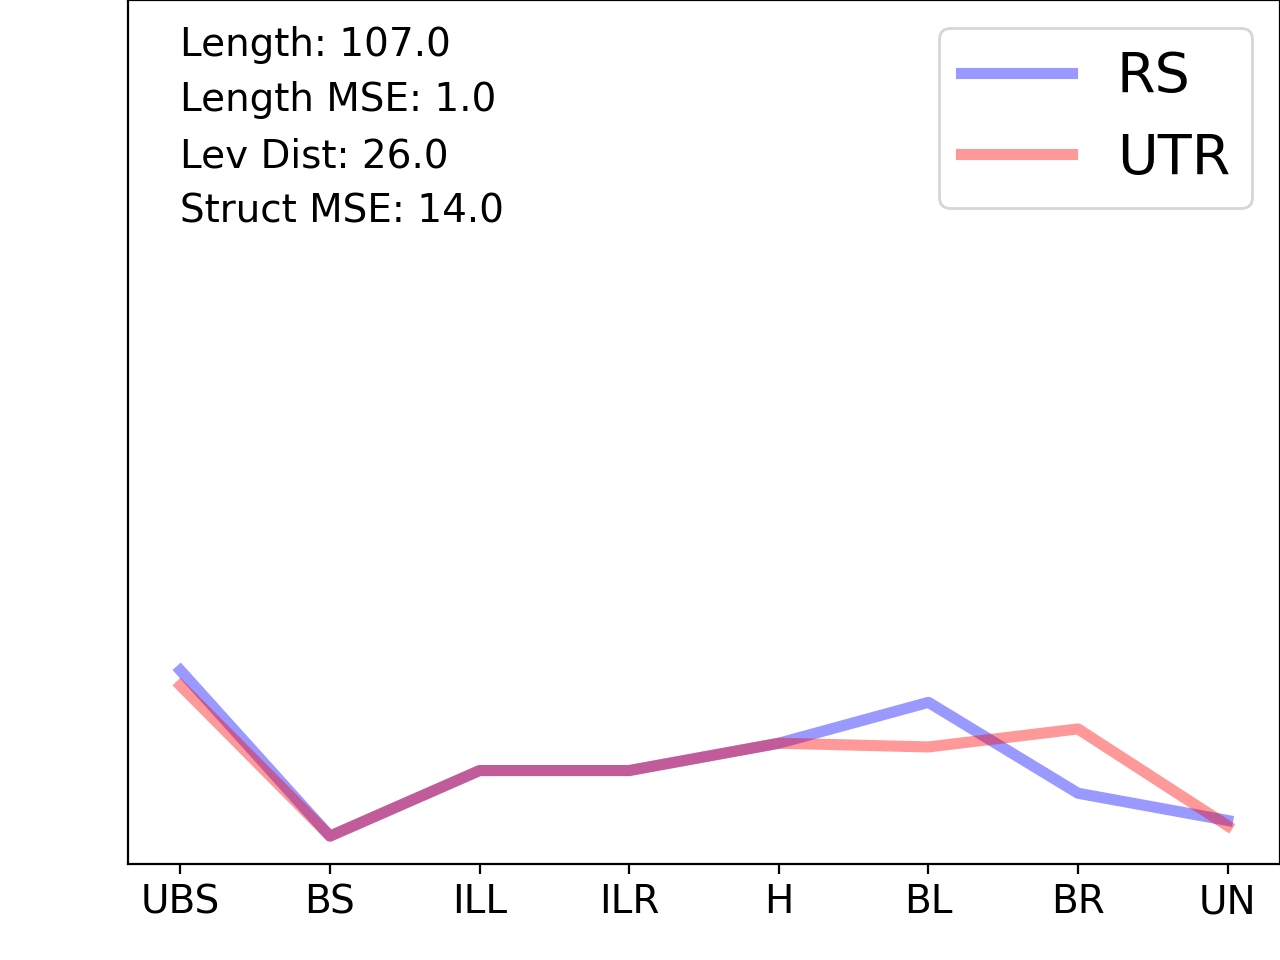 Length: 107.0
Length MSE: 1.0
Lev Dist: 26.0
Struct MSE: 14.0
RS
UTR
UBS BS ILL ILR H BL BR UN